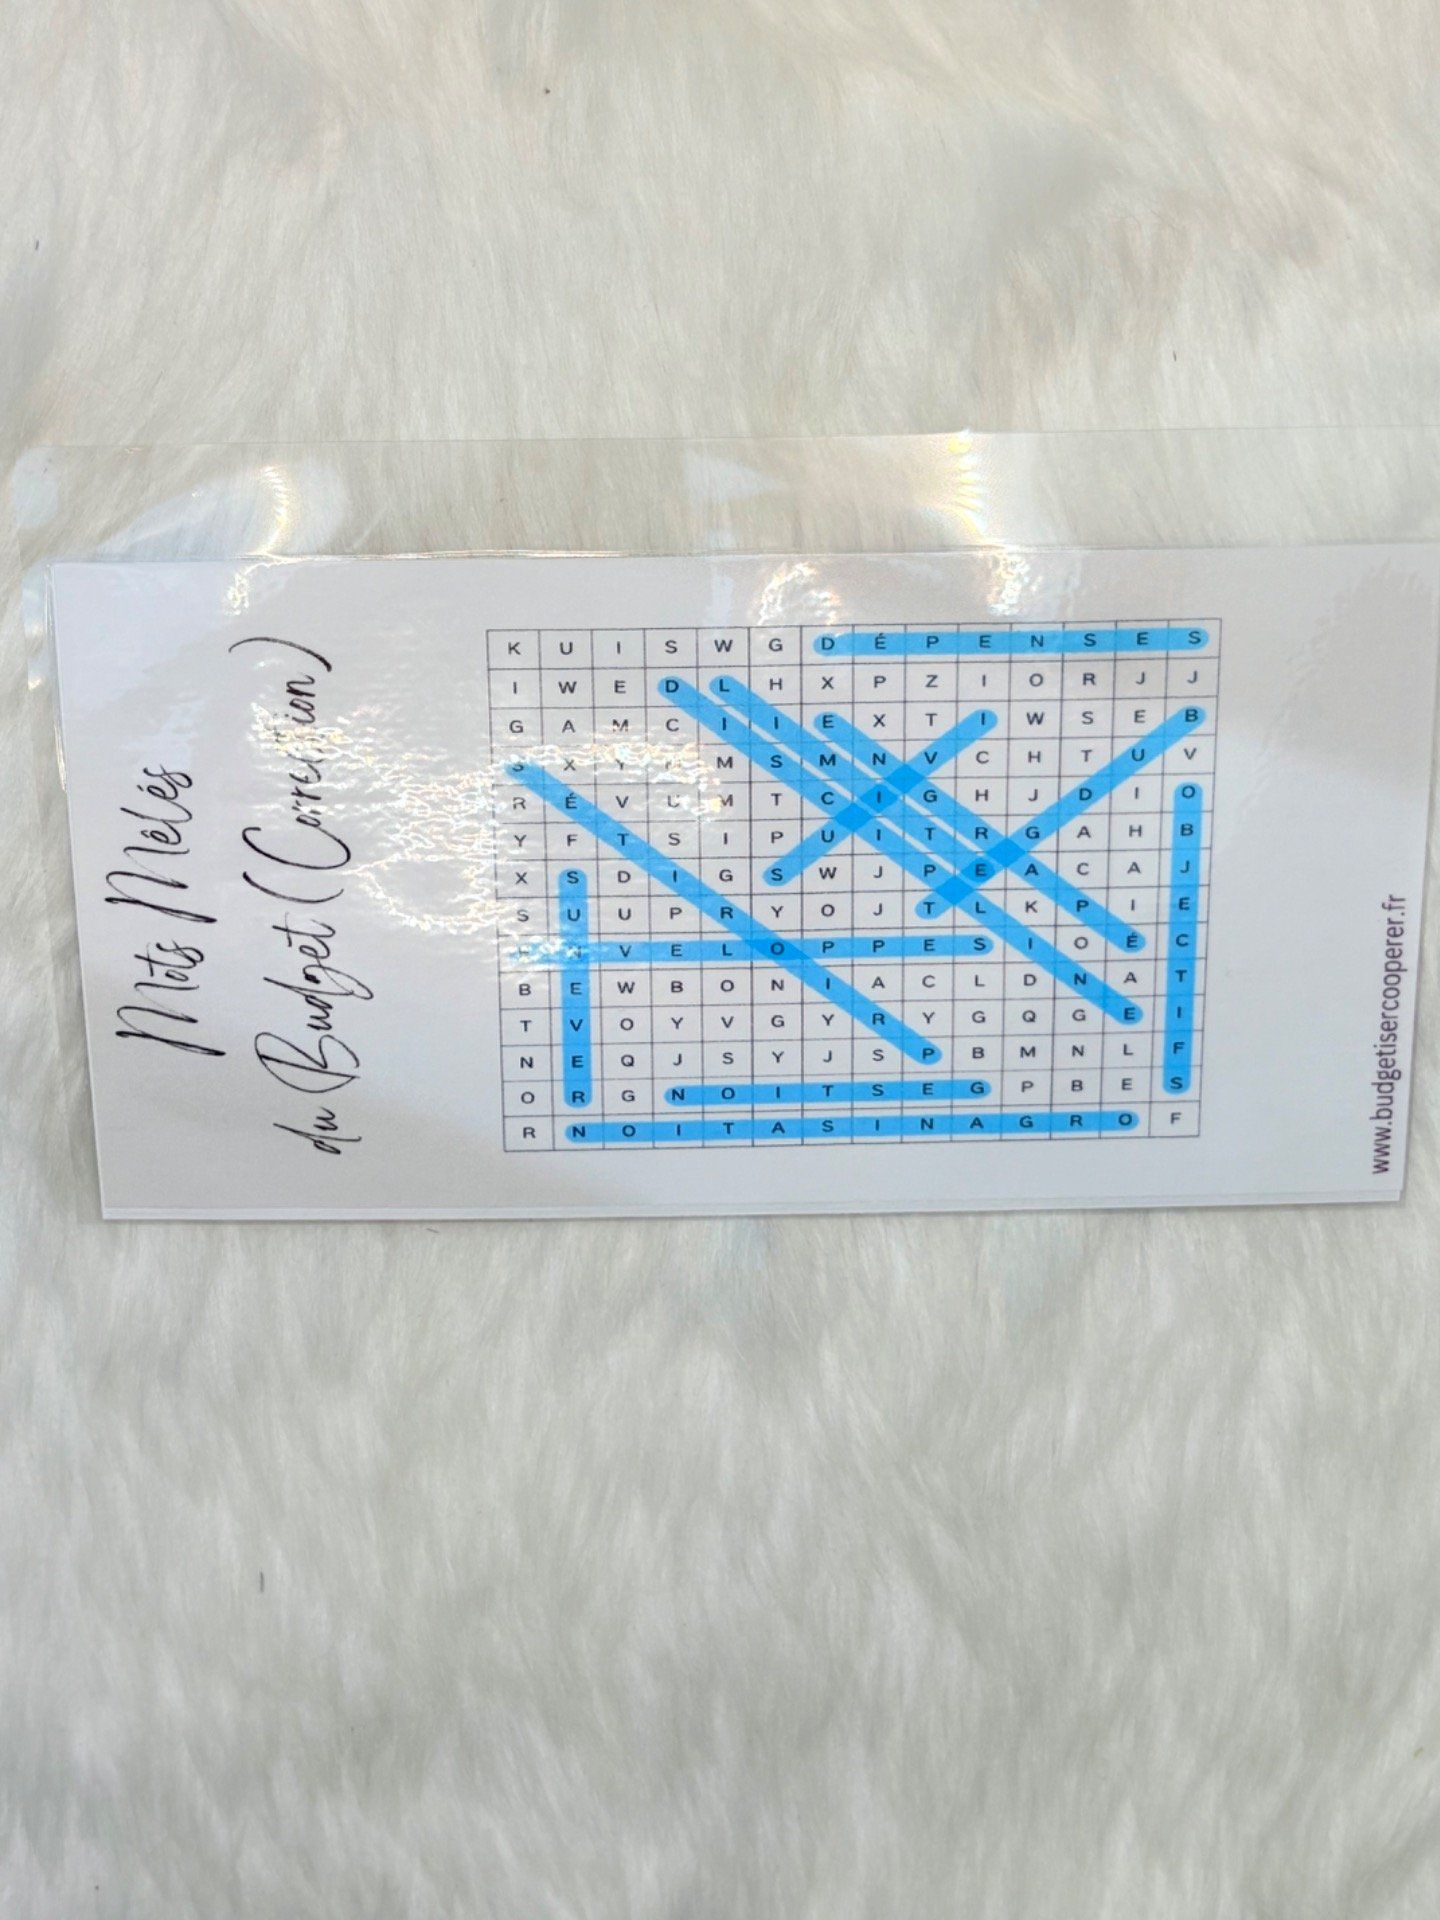 Mots Mêlés
du Budget (Correction)
K U I S W G D É P E N S E S
I W E D L H X P Z I O R J J
G A M C I I E X T I W S E B
S X Y M S M N V C H T U V
R É V U M T C I G H J D I O
Y F T S I P U I T R G A H B
X S D I G S W J P E A C A J
S U U P R Y O J T L K P I E
E N V E L O P P E S I O É C
B E W B O N I A C L D N A T
T V O Y V G Y R Y G Q G E I
N E Q J S Y J S P B M N L F
O R G N O I T S E G P B E S
R N O I T A S I N A G R O F
www.budgetisercooperer.fr